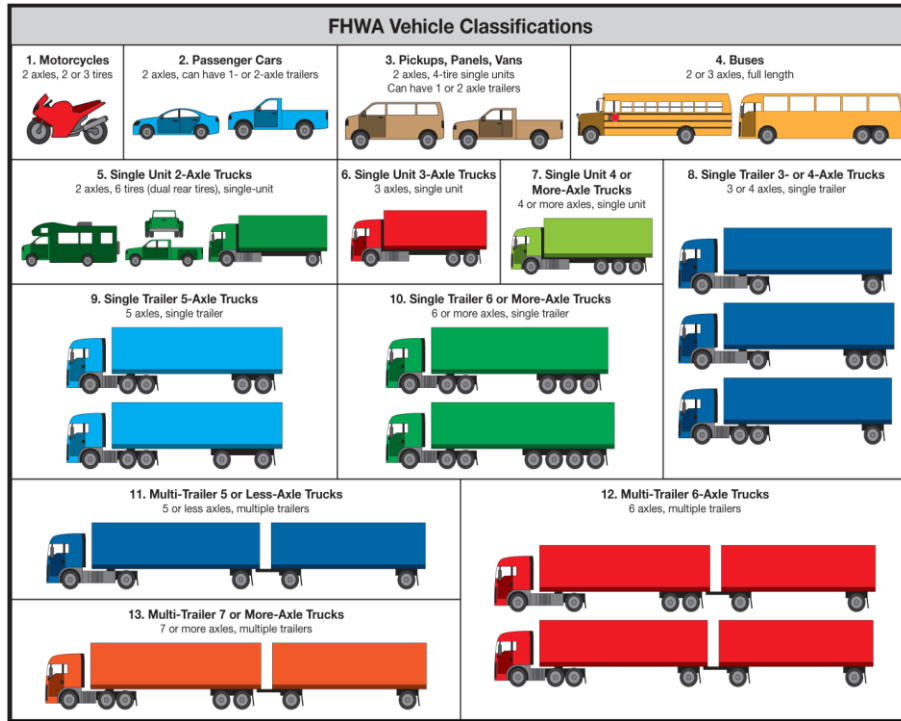 FHWA Vehicle Classifications
1. Motorcycles
2 axles, 2 or 3 tires
2. Passenger Cars
2 axles, can have 1- or 2-axle trailers
3. Pickups, Panels, Vans
2 axles, 4-tire single units
Can have 1 or 2 axle trailers
4. Buses
2 or 3 axles, full length
5. Single Unit 2-Axle Trucks
2 axles, 6 tires (dual rear tires), single-unit
6. Single Unit 3-Axle Trucks
3 axles, single unit
7. Single Unit 4 or
More-Axle Trucks
4 or more axles, single unit
8. Single Trailer 3- or 4-Axle Trucks
3 or 4 axles, single trailer
9. Single Trailer 5-Axle Trucks
5 axles, single trailer
10. Single Trailer 6 or More-Axle Trucks
6 or more axles, single trailer
11. Multi-Trailer 5 or Less-Axle Trucks
5 or less axles, multiple trailers
12. Multi-Trailer 6-Axle Trucks
6 axles, multiple trailers
13. Multi-Trailer 7 or More-Axle Trucks
7 or more axles, multiple trailers